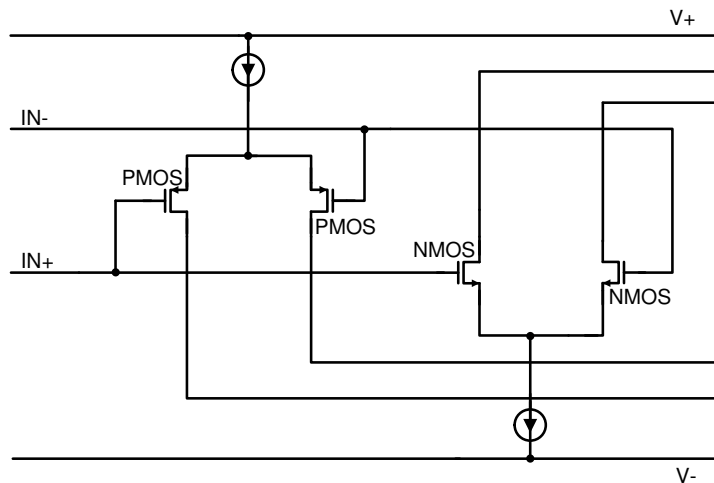 V+
IN-
PMOS
PMOS
NMOS
IN+
NMOS
V-